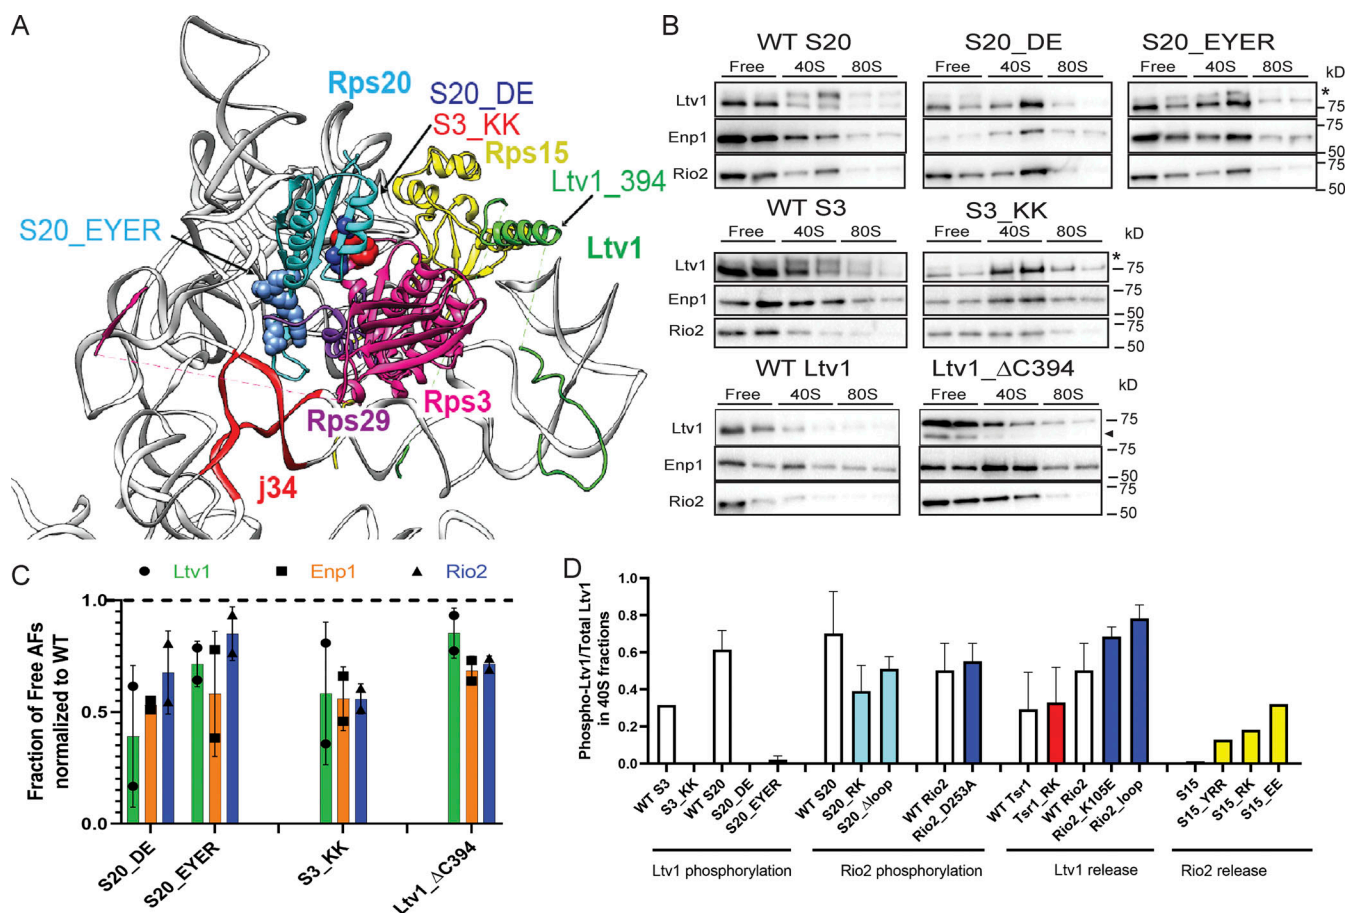 A
Rps20
S20_DE
S3_KK
Rps15
Ltv1_394
S20_EYER
Ltv1
Rps29
Rps3
j34
B
WT S20
S20_DE
S20_EYER
Free 40S 80S
Free 40S 80S
Free 40S 80S
kD
Ltv1
*
75
Enp1
75
50
Rio2
75
50
WT S3
S3_KK
Free 40S 80S
Free 40S 80S
kD
Ltv1
*
75
Enp1
75
50
Rio2
75
50
WT Ltv1
Ltv1_ΔC394
Free 40S 80S
Free 40S 80S
kD
Ltv1
75
75
Enp1
50
Rio2
75
50
C
Ltv1 Enp1 Rio2
Fraction of Free AFs
normalized to WT
1.0
0.5
0.0
S20_DE
S20_EYER
S3_KK
Ltv1_ΔC394
D
Phospho-Ltv1/Total Ltv1
in 40S fractions
1.0
0.8
0.6
0.4
0.2
0.0
WT S3
S3_KK
WT S20
S20_DE
S20_EYER
WT S20
S20_RK
S20_Δloop
WT Rio2
Rio2_D253A
WT Tsr1
Tsr1_RK
WT Rio2
Rio2_K105E
Rio2_loop
S15
S15_YRR
S15_RK
S15_EE
Ltv1 phosphorylation
Rio2 phosphorylation
Ltv1 release
Rio2 release